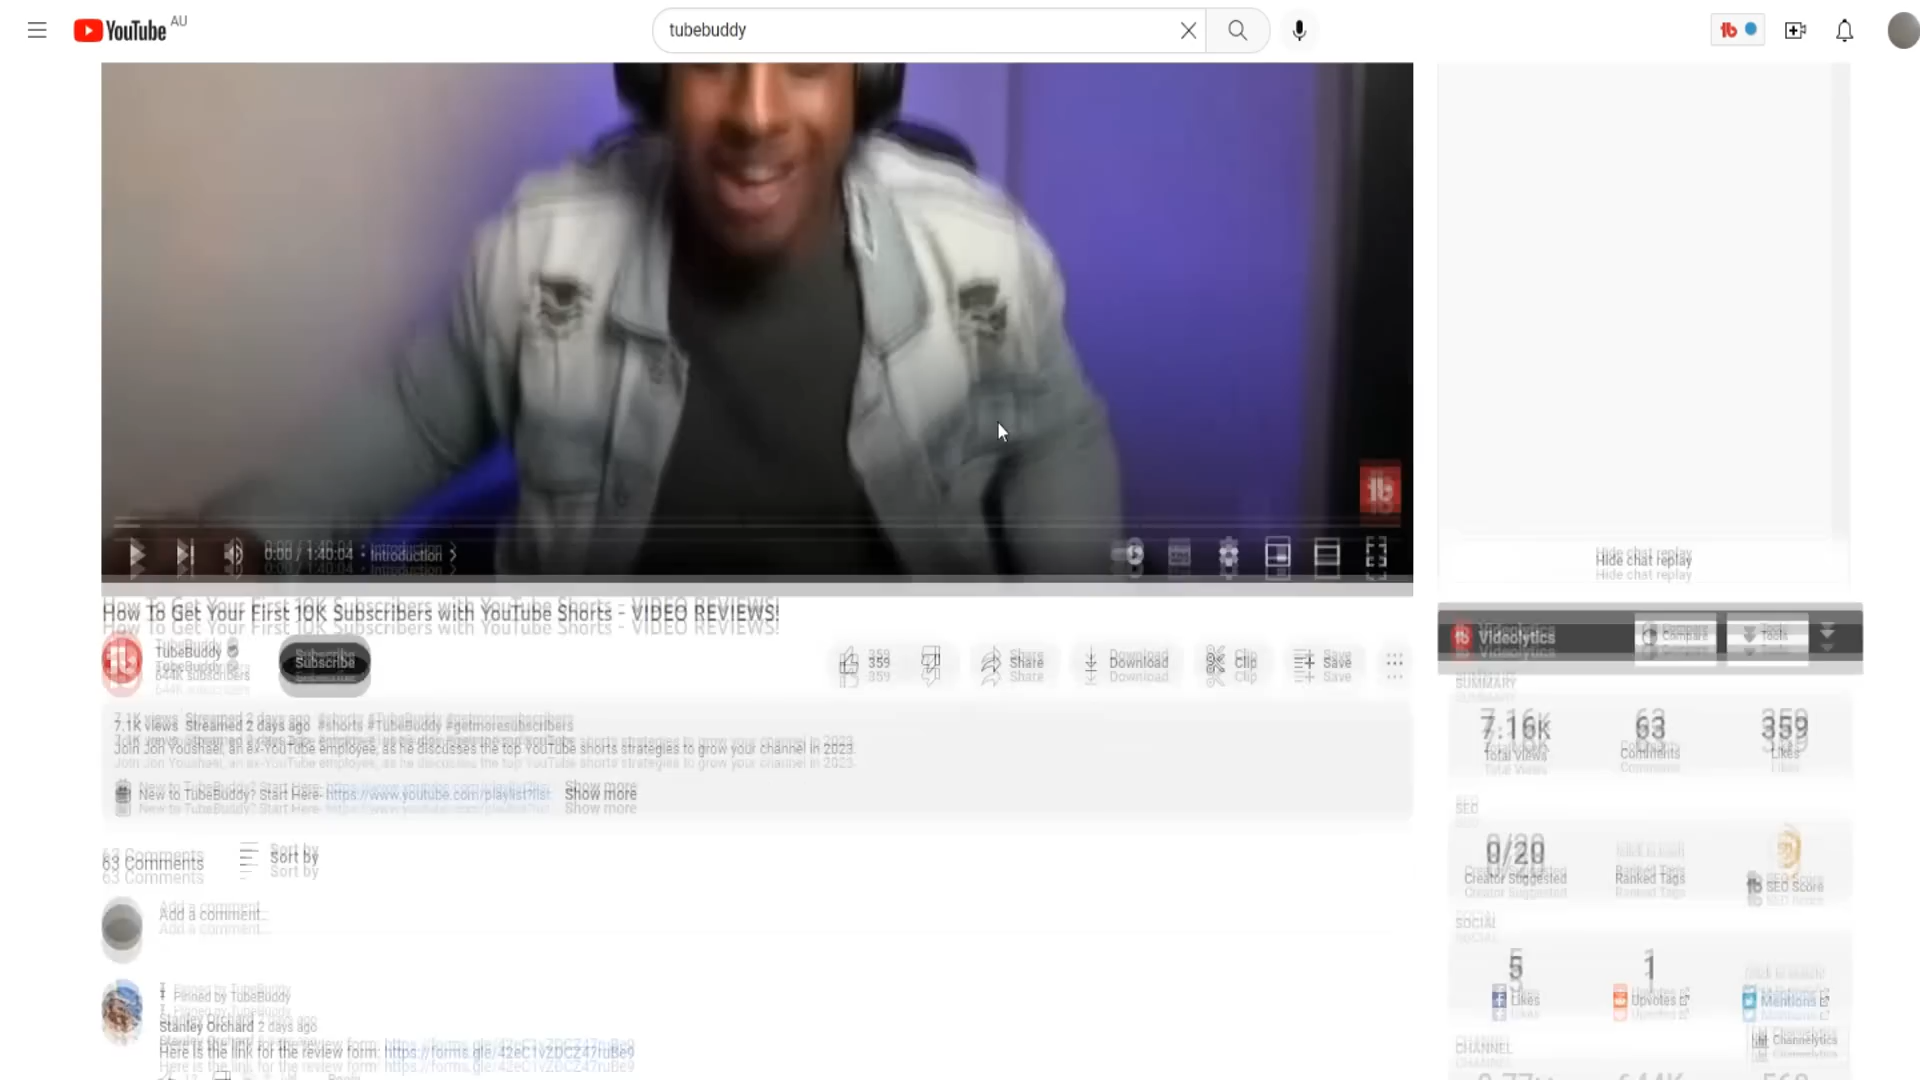 YouTube AU
tubebuddy
0:00 / 1:40:04 • Introduction
Hide chat replay
How To Get Your First 10K Subscribers with YouTube Shorts - VIDEO REVIEWS!
TubeBuddy
644K subscribers
Subscribe
359
Share
Download
Clip
Save
7.1K views Streamed 2 days ago #shorts #TubeBuddy #getmoresubscribers
Join Jon Youshaei, an ex-YouTube employee, as he discusses the top YouTube shorts strategies to grow your channel in 2023.
New to TubeBuddy? Start Here- https://www.youtube.com/playlist?list
Show more
63 Comments
Sort by
Add a comment...
Pinned by TubeBuddy
Stanley Orchard 2 days ago
Here is the link for the review form:
Videolytics
Compare
Tools
SUMMARY
7.16K
63
359
Total Views
Comments
Likes
SEO
0/20
Creator Suggested
Ranked Tags
SEO Score
SOCIAL
5
1
Likes
Upvotes
Mentions
CHANNEL
Channelytics